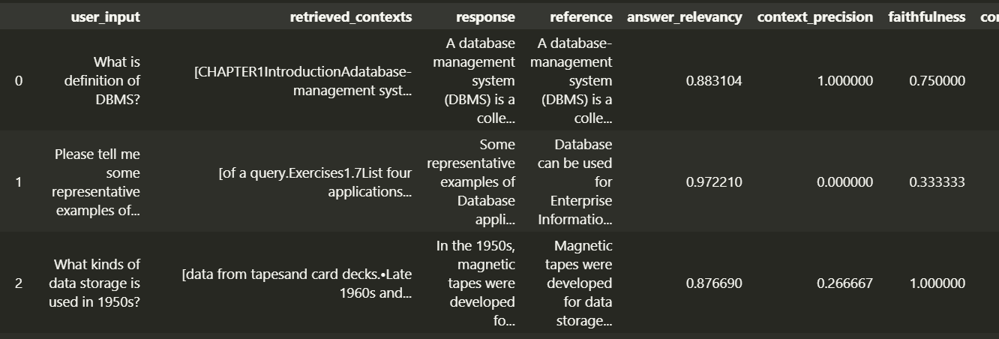 user_input retrieved_contexts response reference answer_relevancy context_precision faithfulness co
0 What is definition of DBMS? [CHAPTER1IntroductionAdatabase-management syst... A database management system (DBMS) is a colle... A database-management system (DBMS) is a colle... 0.883104 1.000000 0.750000
1 Please tell me some representative examples of... [of a query.Exercises1.7List four applications... Some representative examples of Database appli... Database can be used for Enterprise Informatio... 0.972210 0.000000 0.333333
2 What kinds of data storage is used in 1950s? [data from tapesand card decks.•Late 1960s and... In the 1950s, magnetic tapes were developed fo... Magnetic tapes were developed for data storage... 0.876690 0.266667 1.000000